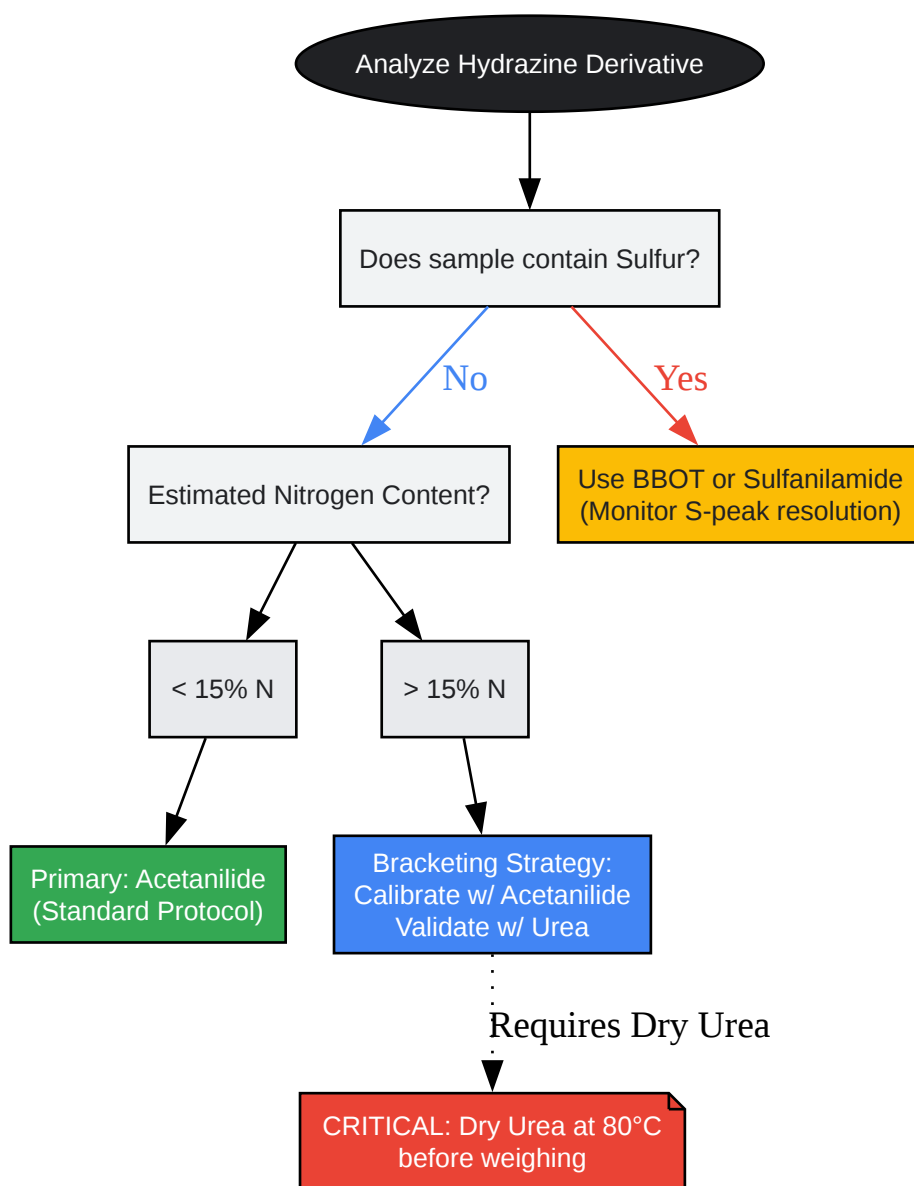 Analyze Hydrazine Derivative
Does sample contain Sulfur?
No
Yes
Estimated Nitrogen Content?
Use BBOT or Sulfanilamide
(Monitor S-peak resolution)
< 15% N
> 15% N
Primary: Acetanilide
(Standard Protocol)
Bracketing Strategy:
Calibrate w/ Acetanilide
Validate w/ Urea
Requires Dry Urea
CRITICAL: Dry Urea at 80°C
before weighing